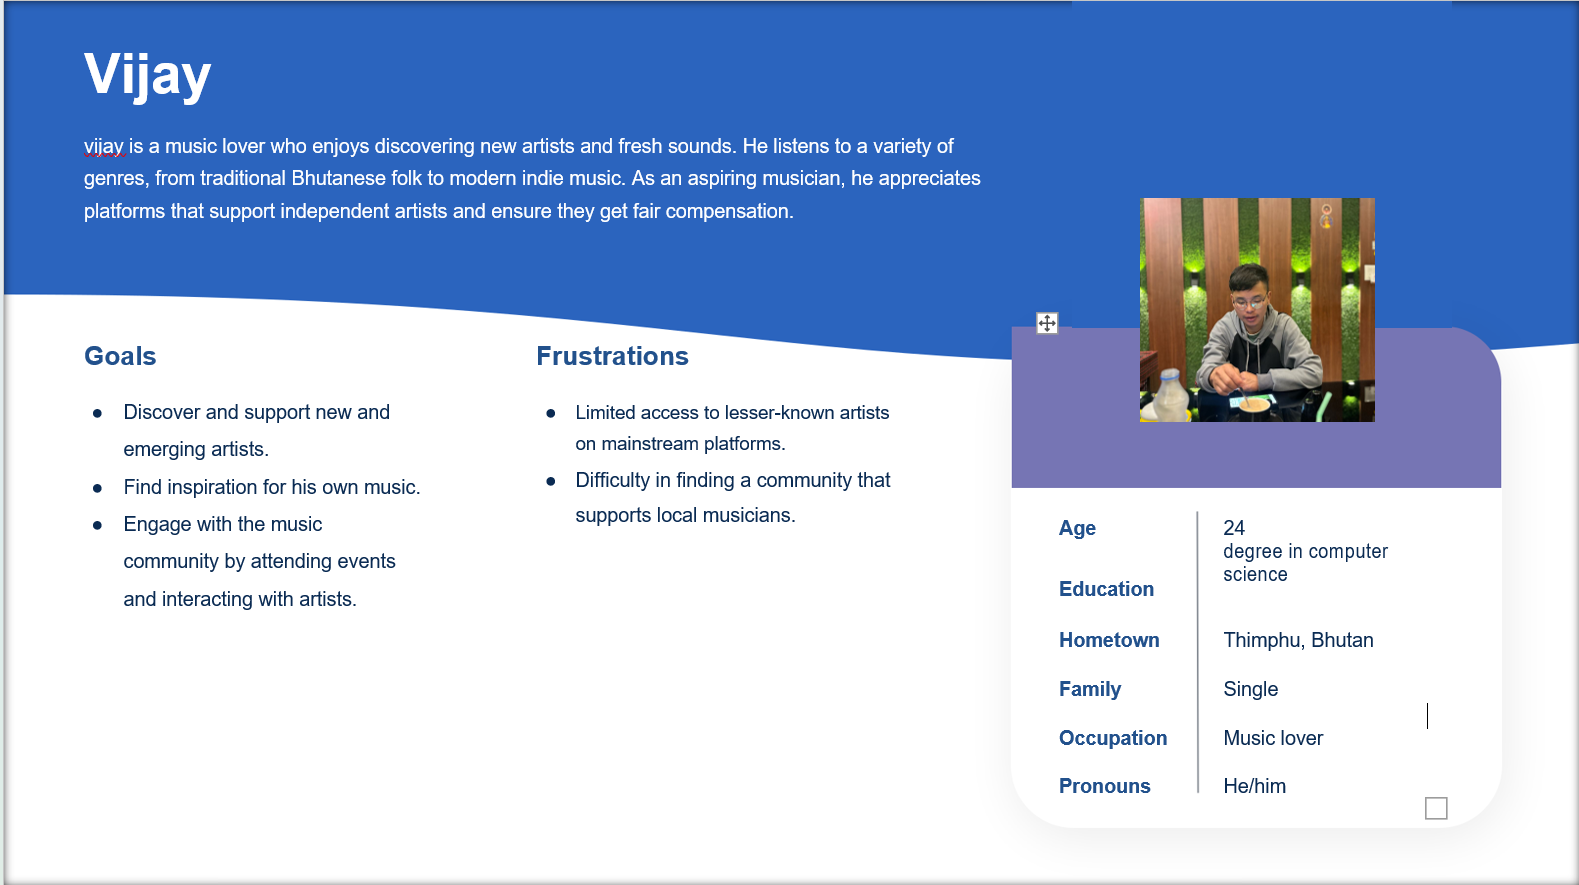 Vijay
vijay is a music lover who enjoys discovering new artists and fresh sounds. He listens to a variety of
genres, from traditional Bhutanese folk to modern indie music. As an aspiring musician, he appreciates
platforms that support independent artists and ensure they get fair compensation.
Goals
● Discover and support new and
emerging artists.
● Find inspiration for his own music.
● Engage with the music
community by attending events
and interacting with artists.
Frustrations
● Limited access to lesser-known artists
on mainstream platforms.
● Difficulty in finding a community that
supports local musicians.
Age 24
Education degree in computer
science
Hometown Thimphu, Bhutan
Family Single
Occupation Music lover
Pronouns He/him